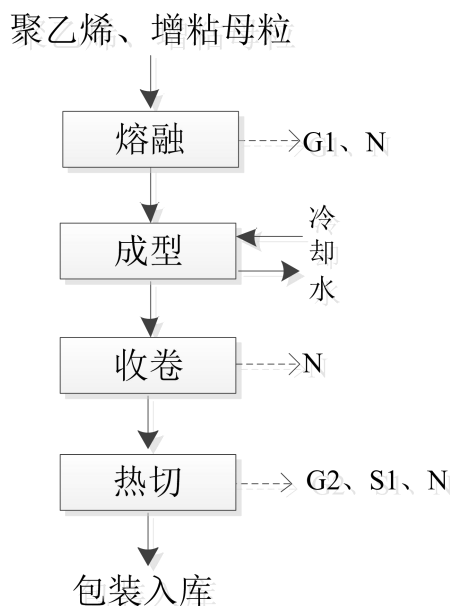 聚乙烯、增粘母粒
熔融
G1、N
成型
冷
却
水
收卷
N
热切
G2、S1、N
包装入库